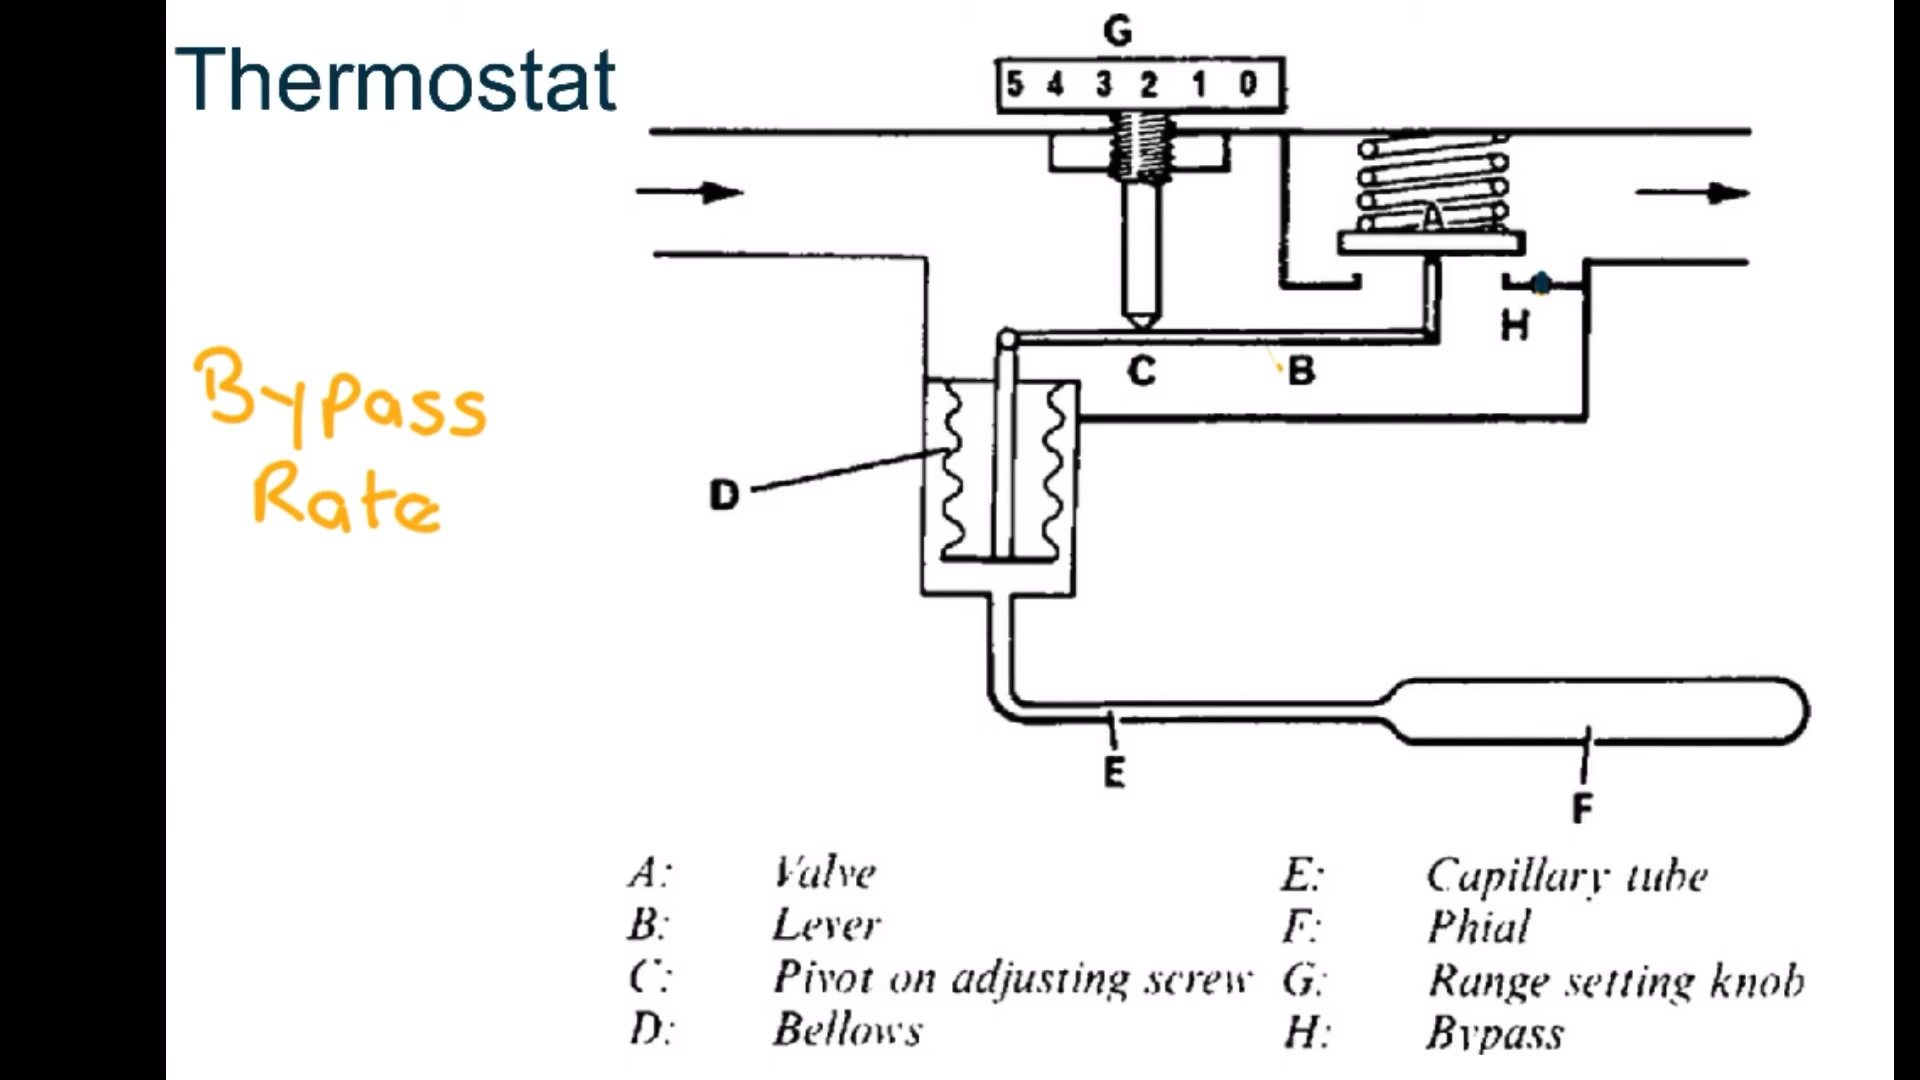 Thermostat
G
5 4 3 2 1 0
H
C
B
Bypass
Rate
D
E
F
A: Valve
B: Lever
C: Pivot on adjusting screw
D: Bellows
E: Capillary tube
F: Phial
G: Range setting knob
H: Bypass